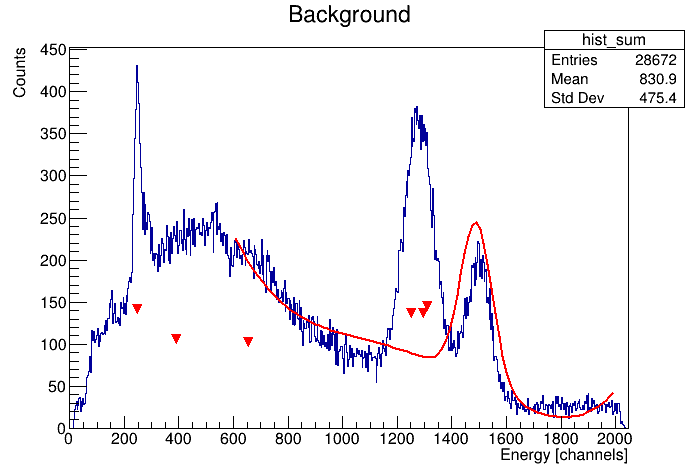 Background
hist_sum
Entries 28672
Mean 830.9
Std Dev 475.4
Counts
450
400
350
300
250
200
150
100
50
0
0 200 400 600 800 1000 1200 1400 1600 1800 2000
Energy [channels]